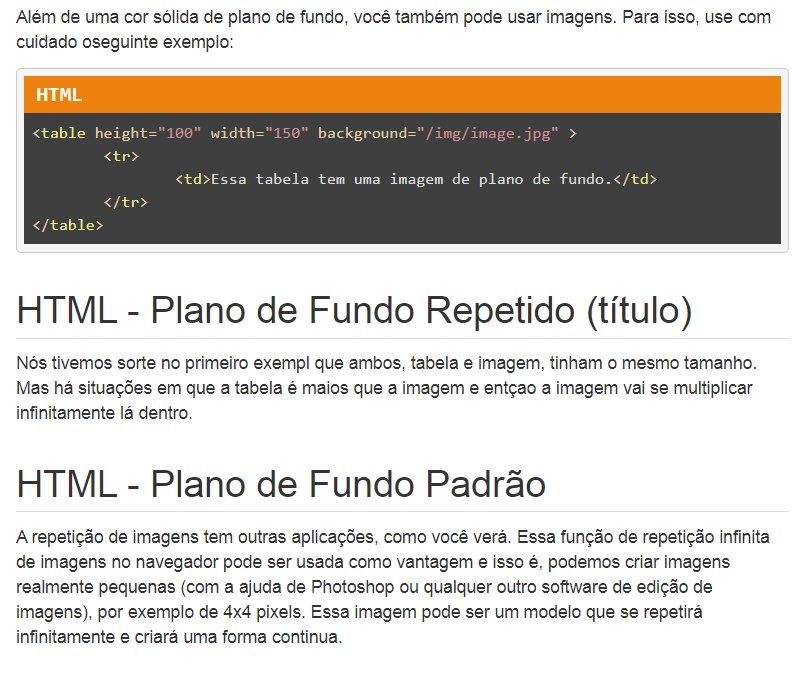 Além de uma cor sólida de plano de fundo, você também pode usar imagens. Para isso, use com
cuidado oseguinte exemplo:
HTML
<table height="100" width="150" background="/img/image.jpg" >
<tr>
<td>Essa tabela tem uma imagem de plano de fundo.</td>
</tr>
</table>
HTML - Plano de Fundo Repetido (título)
Nós tivemos sorte no primeiro exempl que ambos, tabela e imagem, tinham o mesmo tamanho.
Mas há situações em que a tabela é maios que a imagem e entçao a imagem vai se multiplicar
infinitamente lá dentro.
HTML - Plano de Fundo Padrão
A repetição de imagens tem outras aplicações, como você verá. Essa função de repetição infinita
de imagens no navegador pode ser usada como vantagem e isso é, podemos criar imagens
realmente pequenas (com a ajuda de Photoshop ou qualquer outro software de edição de
imagens), por exemplo de 4x4 pixels. Essa imagem pode ser um modelo que se repetirá
infinitamente e criará uma forma continua.